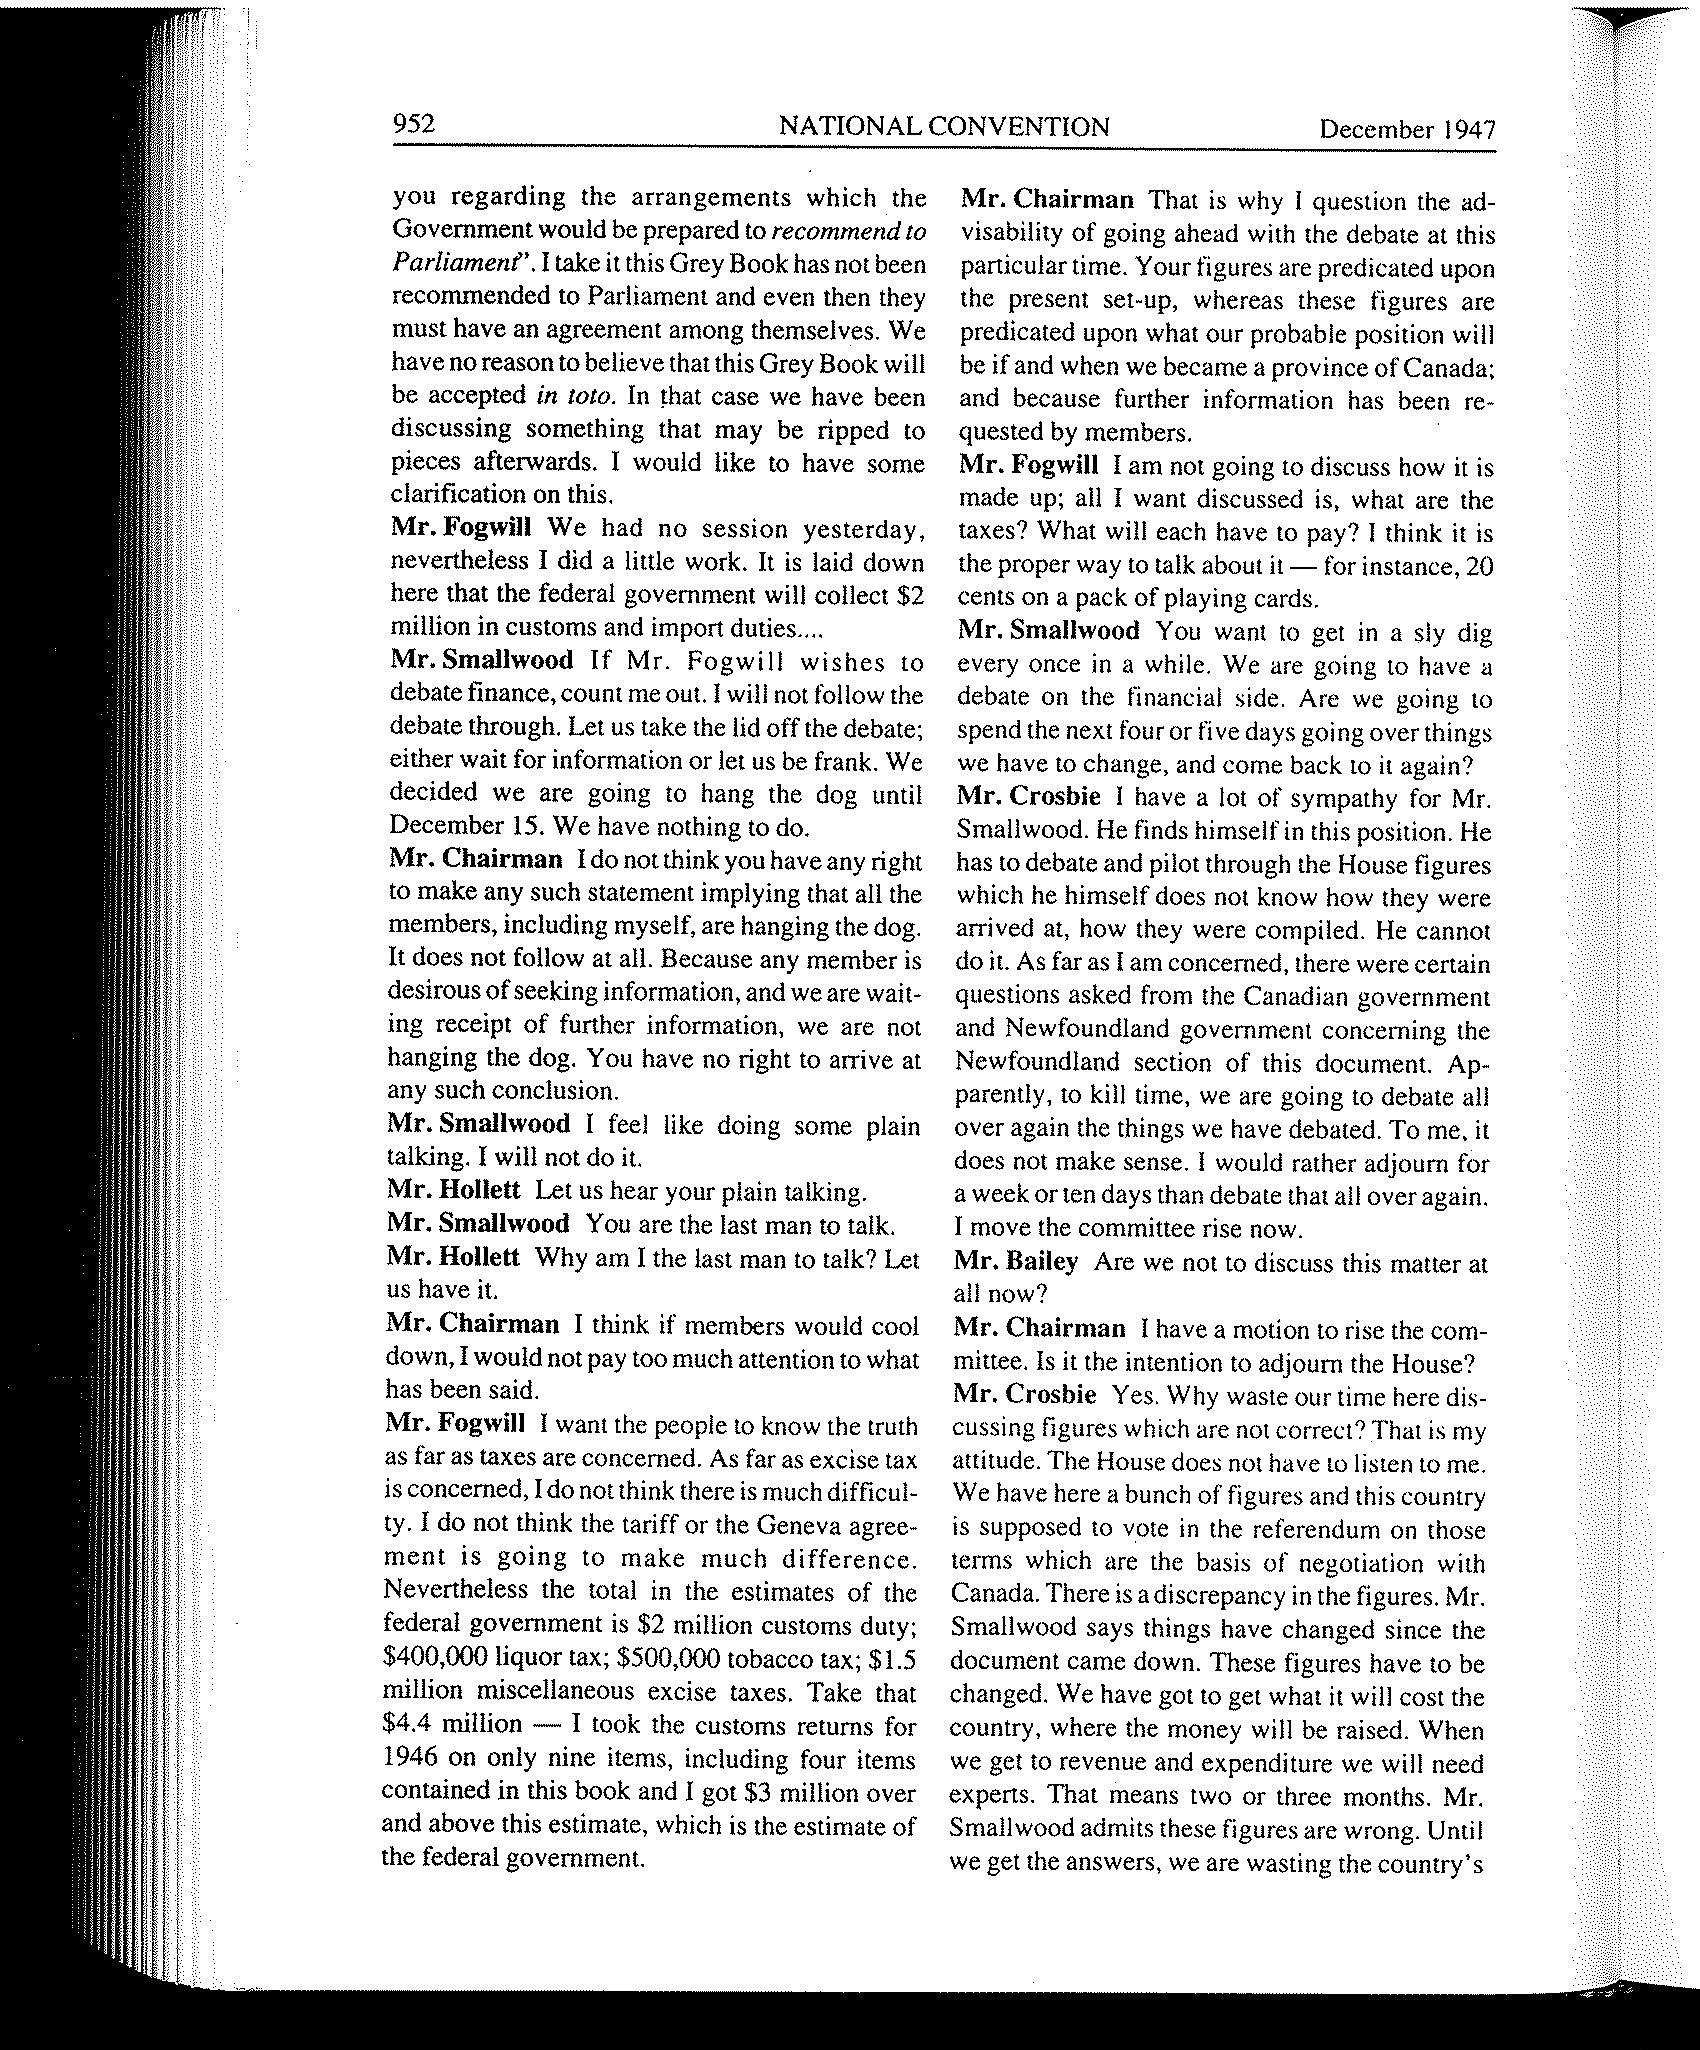 952 NATIONAL CONVENTION December 1947
you regarding the arrangements which the
Government would be prepared to recommend to
Parliament". I take it this Grey Book has not been
recommended to Parliament and even then they
must have an agreement among themselves. We
have no reason to believe that this Grey Book will
be accepted in toto. In that case we have been
discussing something that may be ripped to
pieces afterwards. I would like to have some
clarification on this.
Mr. Fogwill We had no session yesterday,
nevertheless I did a little work. It is laid down
here that the federal government will collect $2
million in customs and import duties....
Mr. Smallwood If Mr. Fogwill wishes to
debate finance, count me out. I will not follow the
debate through. Let us take the lid off the debate;
either wait for information or let us be frank. We
decided we are going to hang the dog until
December 15. We have nothing to do.
Mr. Chairman I do not think you have any right
to make any such statement implying that all the
members, including myself, are hanging the dog.
It does not follow at all. Because any member is
desirous of seeking information, and we are wait-
ing receipt of further information, we are not
hanging the dog. You have no right to arrive at
any such conclusion.
Mr. Smallwood I feel like doing some plain
talking. I will not do it.
Mr. Hollett Let us hear your plain talking.
Mr. Smallwood You are the last man to talk.
Mr. Hollett Why am I the last man to talk? Let
us have it.
Mr. Chairman I think if members would cool
down, I would not pay too much attention to what
has been said.
Mr. Fogwill I want the people to know the truth
as far as taxes are concerned. As far as excise tax
is concerned, I do not think there is much difficul-
ty. I do not think the tariff or the Geneva agree-
ment is going to make much difference.
Nevertheless the total in the estimates of the
federal government is $2 million customs duty;
$400,000 liquor tax; $500,000 tobacco tax; $1.5
million miscellaneous excise taxes. Take that
$4.4 million — I took the customs returns for
1946 on only nine items, including four items
contained in this book and I got $3 million over
and above this estimate, which is the estimate of
the federal government.
Mr. Chairman That is why I question the ad-
visability of going ahead with the debate at this
particular time. Your figures are predicated upon
the present set-up, whereas these figures are
predicated upon what our probable position will
be if and when we became a province of Canada;
and because further information has been re-
quested by members.
Mr. Fogwill I am not going to discuss how it is
made up; all I want discussed is, what are the
taxes? What will each have to pay? I think it is
the proper way to talk about it — for instance, 20
cents on a pack of playing cards.
Mr. Smallwood You want to get in a sly dig
every once in a while. We are going to have a
debate on the financial side. Are we going to
spend the next four or five days going over things
we have to change, and come back to it again?
Mr. Crosbie I have a lot of sympathy for Mr.
Smallwood. He finds himself in this position. He
has to debate and pilot through the House figures
which he himself does not know how they were
arrived at, how they were compiled. He cannot
do it. As far as I am concerned, there were certain
questions asked from the Canadian government
and Newfoundland government concerning the
Newfoundland section of this document. Ap-
parently, to kill time, we are going to debate all
over again the things we have debated. To me, it
does not make sense. I would rather adjourn for
a week or ten days than debate that all over again.
I move the committee rise now.
Mr. Bailey Are we not to discuss this matter at
all now?
Mr. Chairman I have a motion to rise the com-
mittee. Is it the intention to adjourn the House?
Mr. Crosbie Yes. Why waste our time here dis-
cussing figures which are not correct? That is my
attitude. The House does not have to listen to me.
We have here a bunch of figures and this country
is supposed to vote in the referendum on those
terms which are the basis of negotiation with
Canada. There is a discrepancy in the figures. Mr.
Smallwood says things have changed since the
document came down. These figures have to be
changed. We have got to get what it will cost the
country, where the money will be raised. When
we get to revenue and expenditure we will need
experts. That means two or three months. Mr.
Smallwood admits these figures are wrong. Until
we get the answers, we are wasting the country's